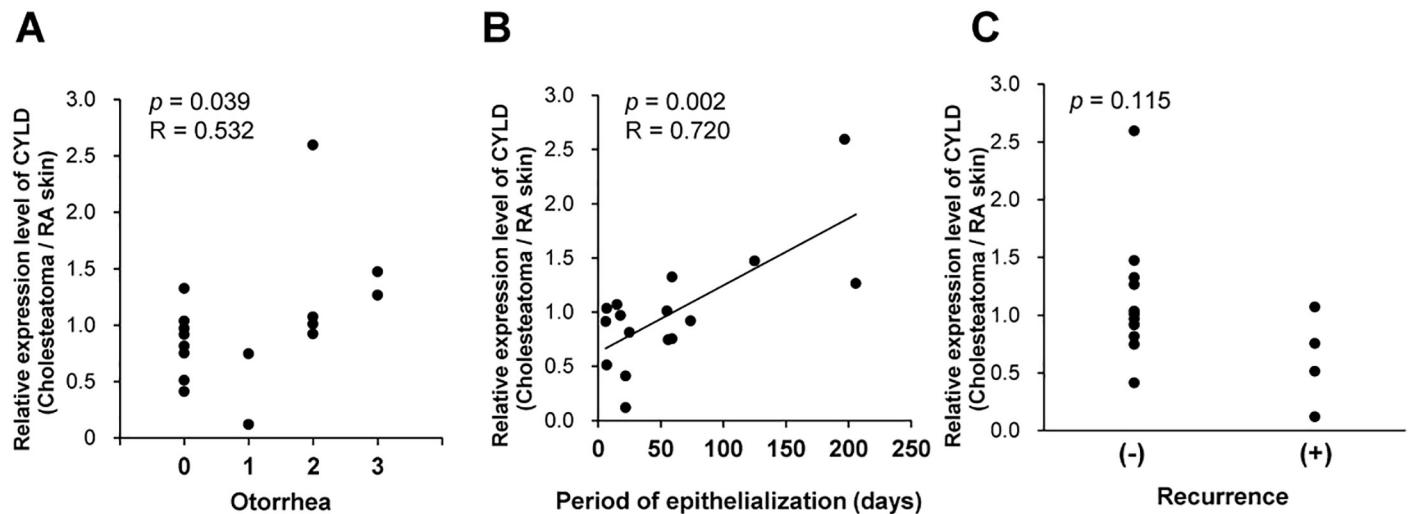 A
p = 0.039
R = 0.532
Relative expression level of CYLD
(Cholesteatoma / RA skin)
3.0
2.5
2.0
1.5
1.0
0.5
0
0 1 2 3
Otorrhea
B
p = 0.002
R = 0.720
Relative expression level of CYLD
(Cholesteatoma / RA skin)
3.0
2.5
2.0
1.5
1.0
0.5
0.0
0 50 100 150 200 250
Period of epithelialization (days)
C
p = 0.115
Relative expression level of CYLD
(Cholesteatoma / RA skin)
3.0
2.5
2.0
1.5
1.0
0.5
0.0
(-) (+)
Recurrence